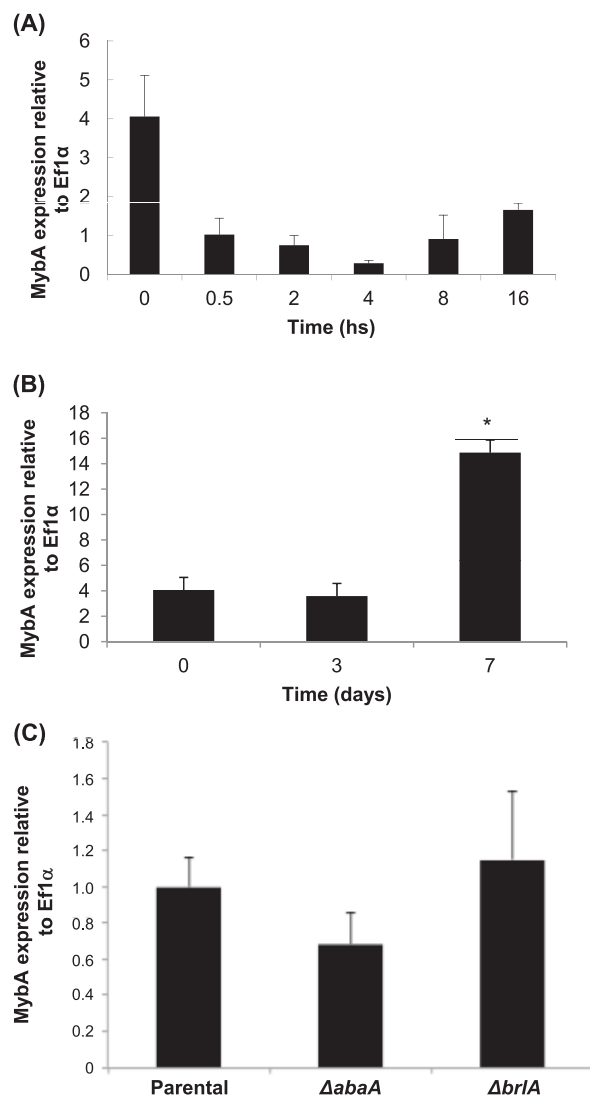 (A)
MybA expression relative
to Ef1α
6
5
4
3
2
1
0
0 0.5 2 4 8 16
Time (hs)
(B)
MybA expression relative
to Ef1α
18
16
14
12
10
8
6
4
2
0
*
0 3 7
Time (days)
(C)
MybA expression relative
to Ef1α
1.8
1.6
1.4
1.2
1.0
0.8
0.6
0.4
0.2
0
Parental ΔabaA ΔbrlA